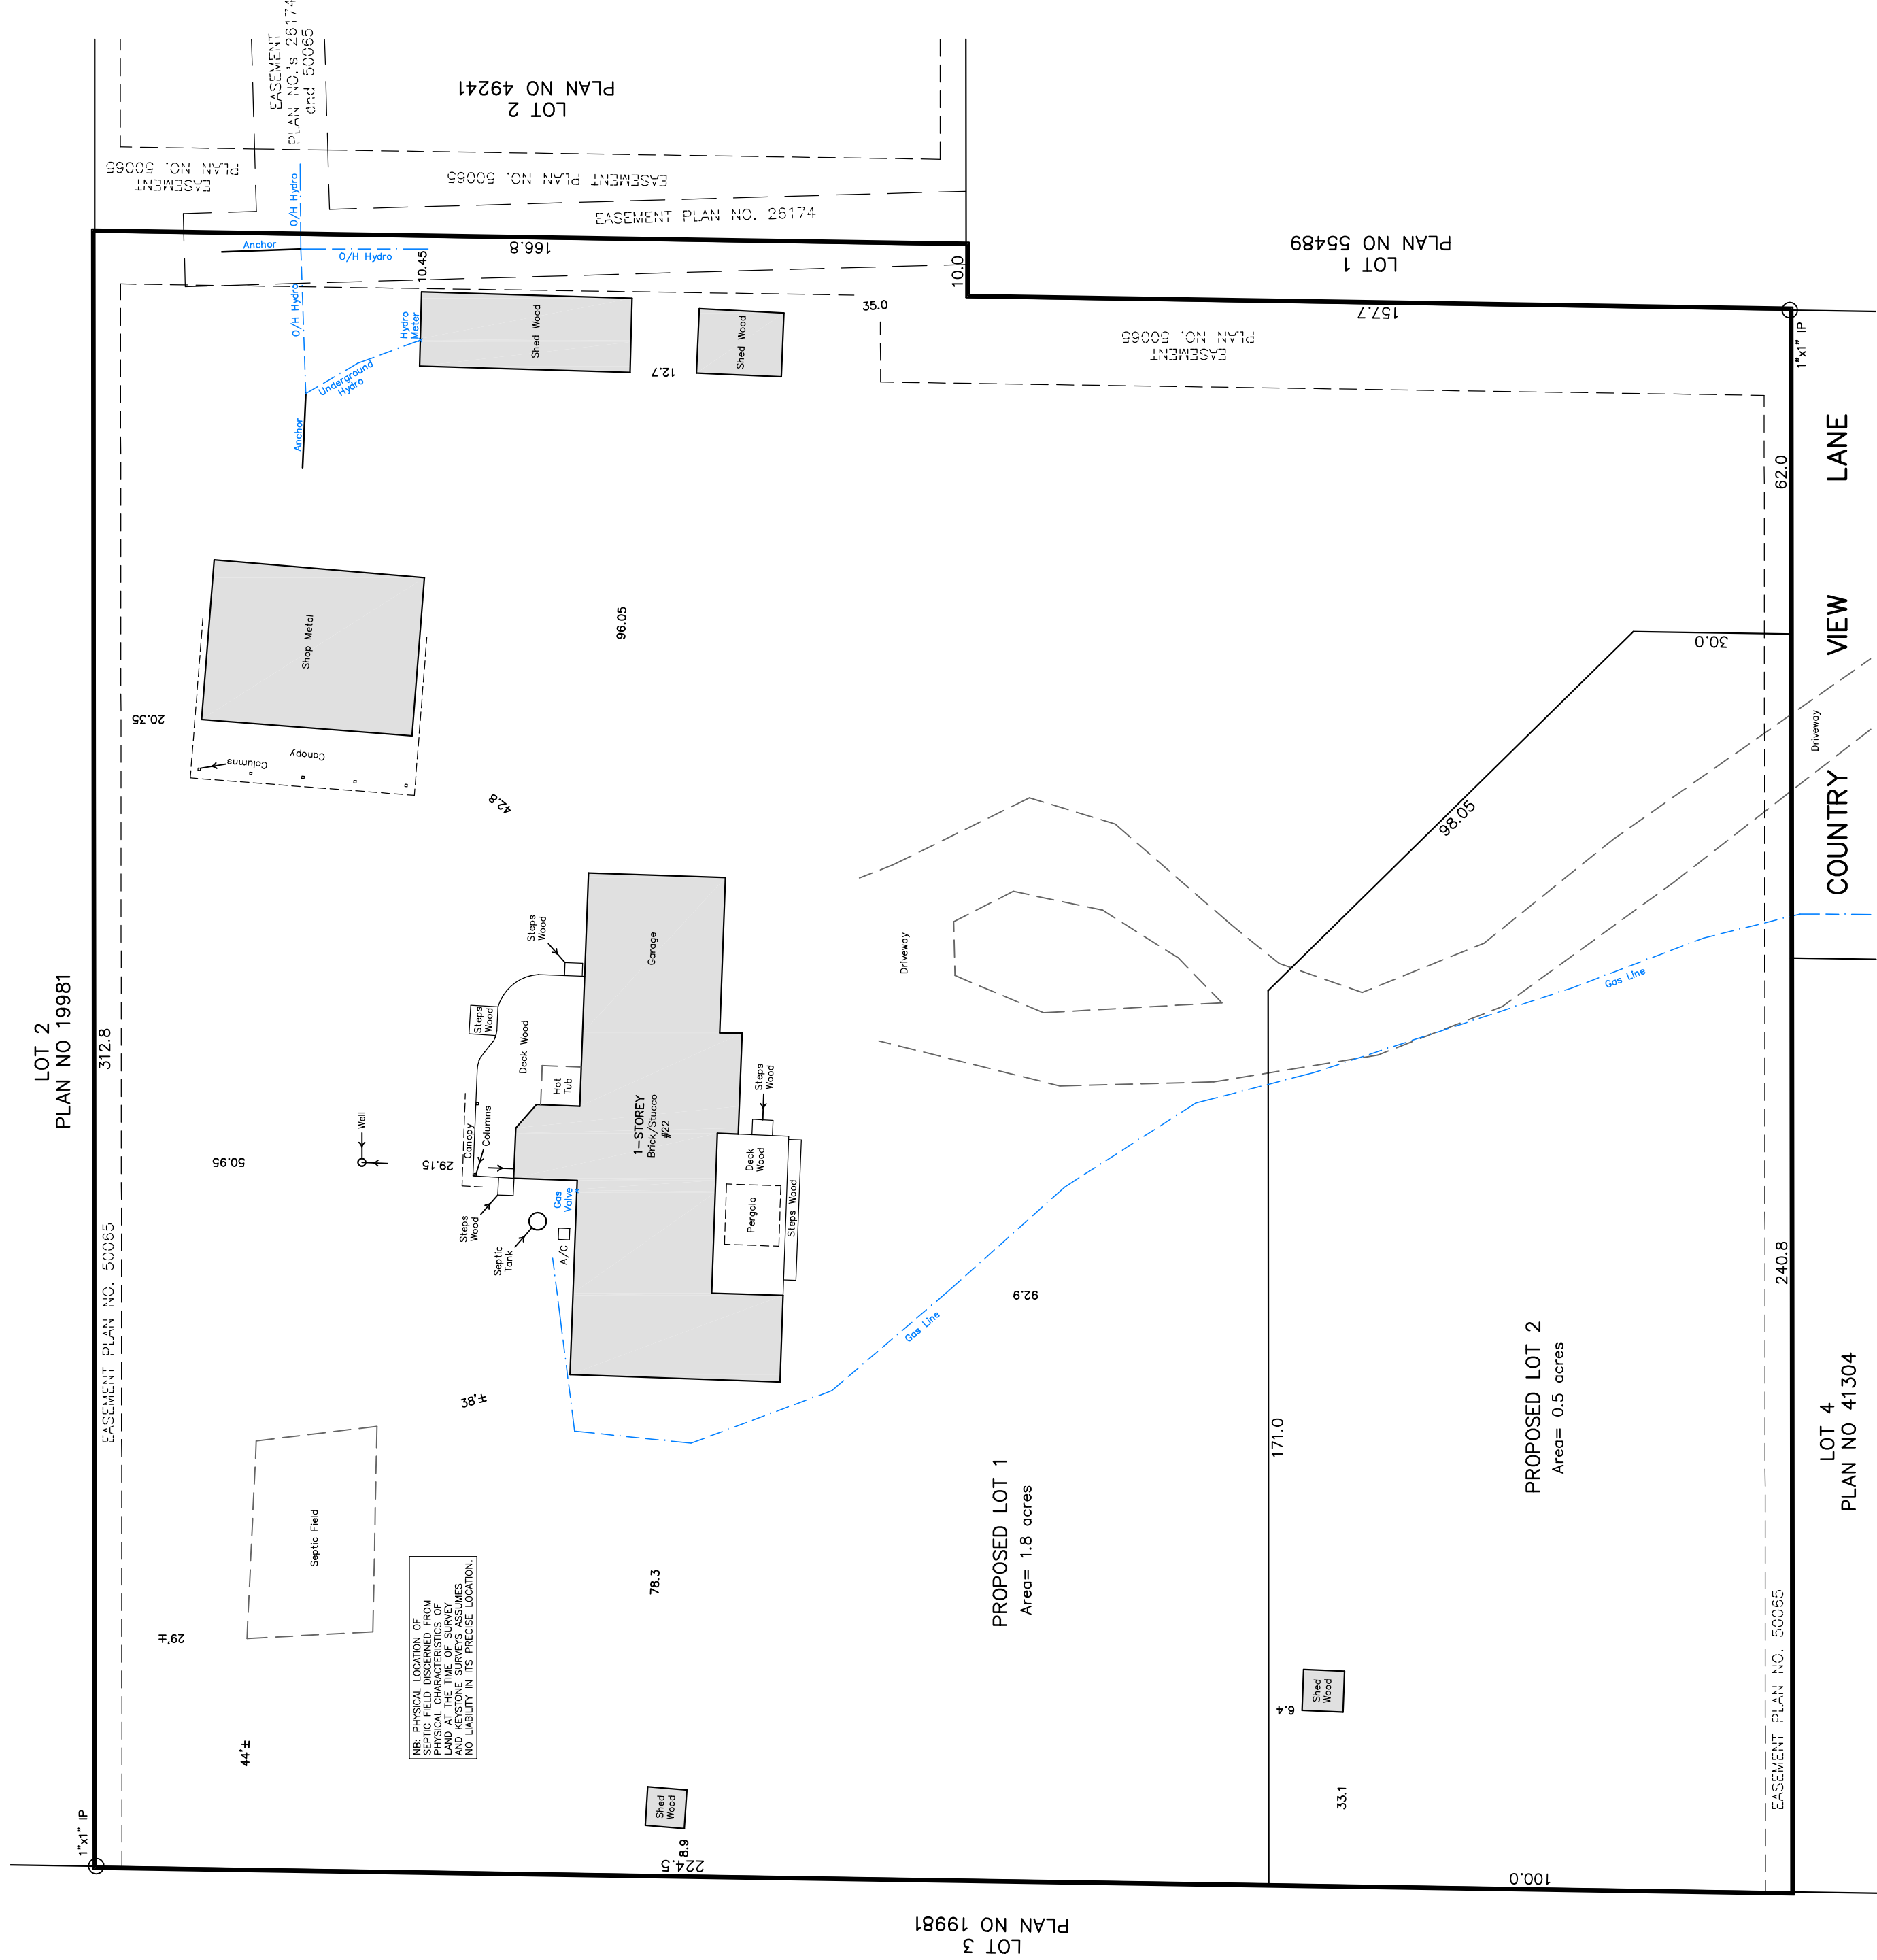 EASEMENT
PLAN NO.'s 26174
and 50065
LOT 2
PLAN NO 49241
EASEMENT
PLAN NO. 50065
EASEMENT PLAN NO. 50065
EASEMENT PLAN NO. 26174
O/H Hydro
Anchor
O/H Hydro
166.8
10.45
10.0
LOT 1
PLAN NO 55489
O/H Hydro
Hydro
Meter
Underground
Hydro
Anchor
Shed Wood
12.7
Shed Wood
35.0
EASEMENT
PLAN NO. 50065
157.7
1"x1" IP
62.0
COUNTRY VIEW LANE
Shop Metal
Canopy
Columns
20.35
96.05
42.8
30.0
98.05
Driveway
Driveway
Gas Line
LOT 2
PLAN NO 19981
312.8
EASEMENT PLAN NO. 50065
50.95
Well
29.15
Steps
Wood
Steps
Wood
Deck Wood
Hot
Tub
Canopy
Columns
Steps
Wood
Septic
Tank
Gas
Valve
A/C
Garage
1-STOREY
Brick/Stucco
#22
Steps
Wood
Deck
Wood
Pergola
Steps Wood
92.9
Gas Line
38'±
Septic Field
29'±
44'±
NB: PHYSICAL LOCATION OF
SEPTIC FIELD DISCERNED FROM
PHYSICAL CHARACTERISTICS OF
LAND AT THE TIME OF SURVEY
AND KEYSTONE SURVEYS ASSUMES
NO LIABILITY IN ITS PRECISE LOCATION.
78.3
PROPOSED LOT 1
Area= 1.8 acres
171.0
PROPOSED LOT 2
Area= 0.5 acres
240.8
LOT 4
PLAN NO 41304
EASEMENT PLAN NO. 50065
Shed
Wood
6.4
33.1
Shed
Wood
8.9
224.5
100.0
1"x1" IP
LOT 3
PLAN NO 19981